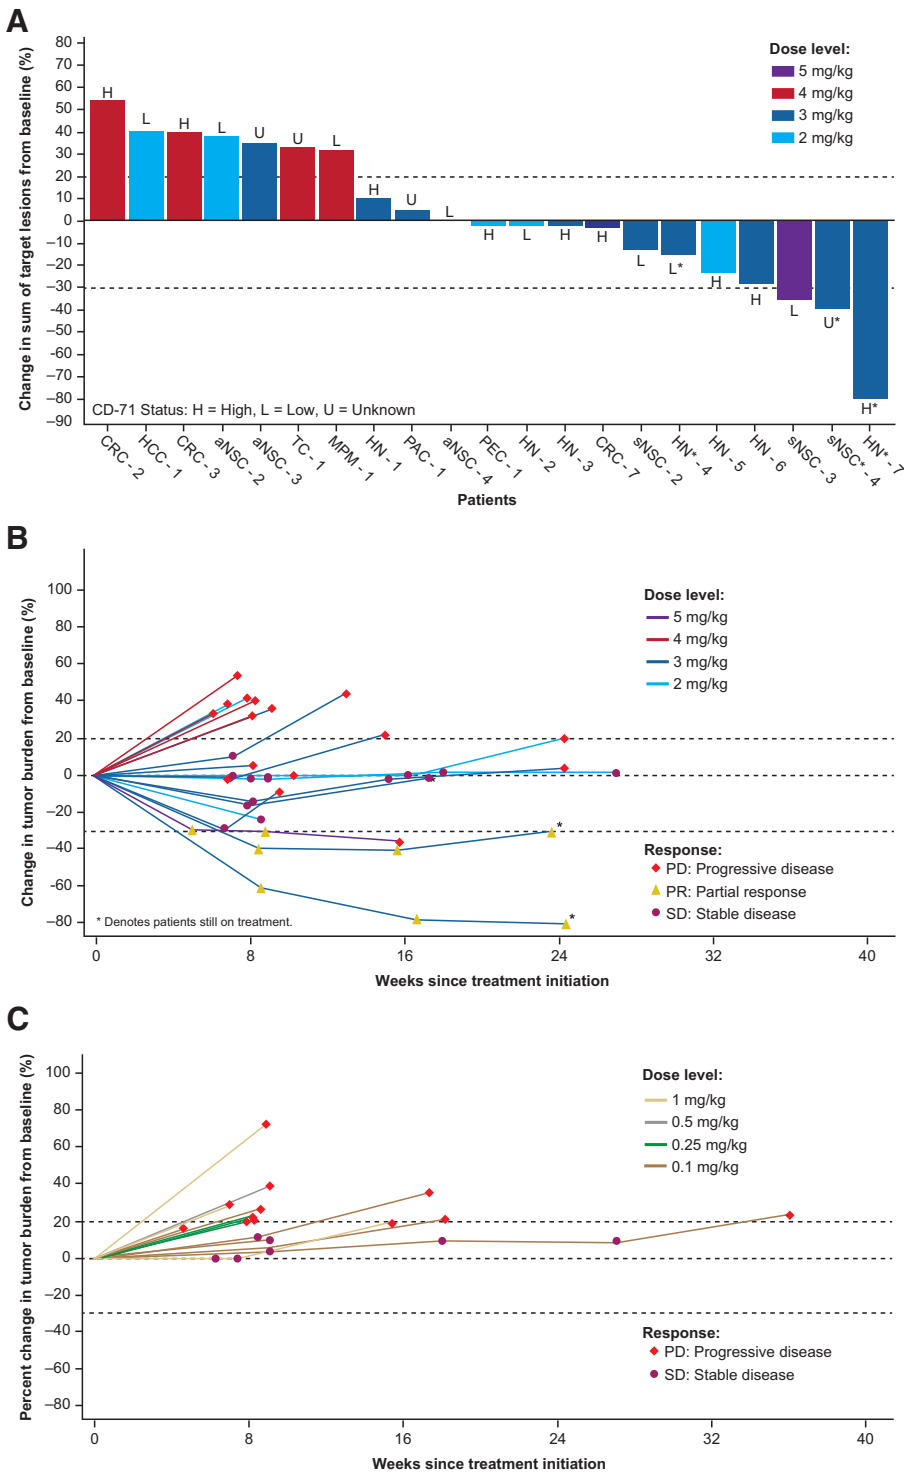 A
Change in sum of target lesions from baseline (%)
80
70
60
50
40
30
20
10
0
–10
–20
–30
–40
–50
–60
–70
–80
–90
Dose level:
5 mg/kg
4 mg/kg
3 mg/kg
2 mg/kg
H
L
H
L
U
U
L
H
U
L
H
L
H
H
L
L*
H
H
L
U*
H*
CD-71 Status: H = High, L = Low, U = Unknown
CRC - 2
HCC - 1
CRC - 3
aNSC - 2
aNSC - 3
TC - 1
MPM - 1
HN - 1
PAC - 1
aNSC - 4
PEC - 1
HN - 2
HN - 3
CRC - 7
sNSC - 2
HN* - 4
HN - 5
HN - 6
sNSC - 3
sNSC* - 4
HN* - 7
Patients
B
Change in tumor burden from baseline (%)
100
80
60
40
20
0
–20
–40
–60
–80
Dose level:
5 mg/kg
4 mg/kg
3 mg/kg
2 mg/kg
*
*
Response:
PD: Progressive disease
PR: Partial response
SD: Stable disease
* Denotes patients still on treatment.
0 8 16 24 32 40
Weeks since treatment initiation
C
Percent change in tumor burden from baseline (%)
100
80
60
40
20
0
–20
–40
–60
–80
Dose level:
1 mg/kg
0.5 mg/kg
0.25 mg/kg
0.1 mg/kg
Response:
PD: Progressive disease
SD: Stable disease
0 8 16 24 32 40
Weeks since treatment initiation